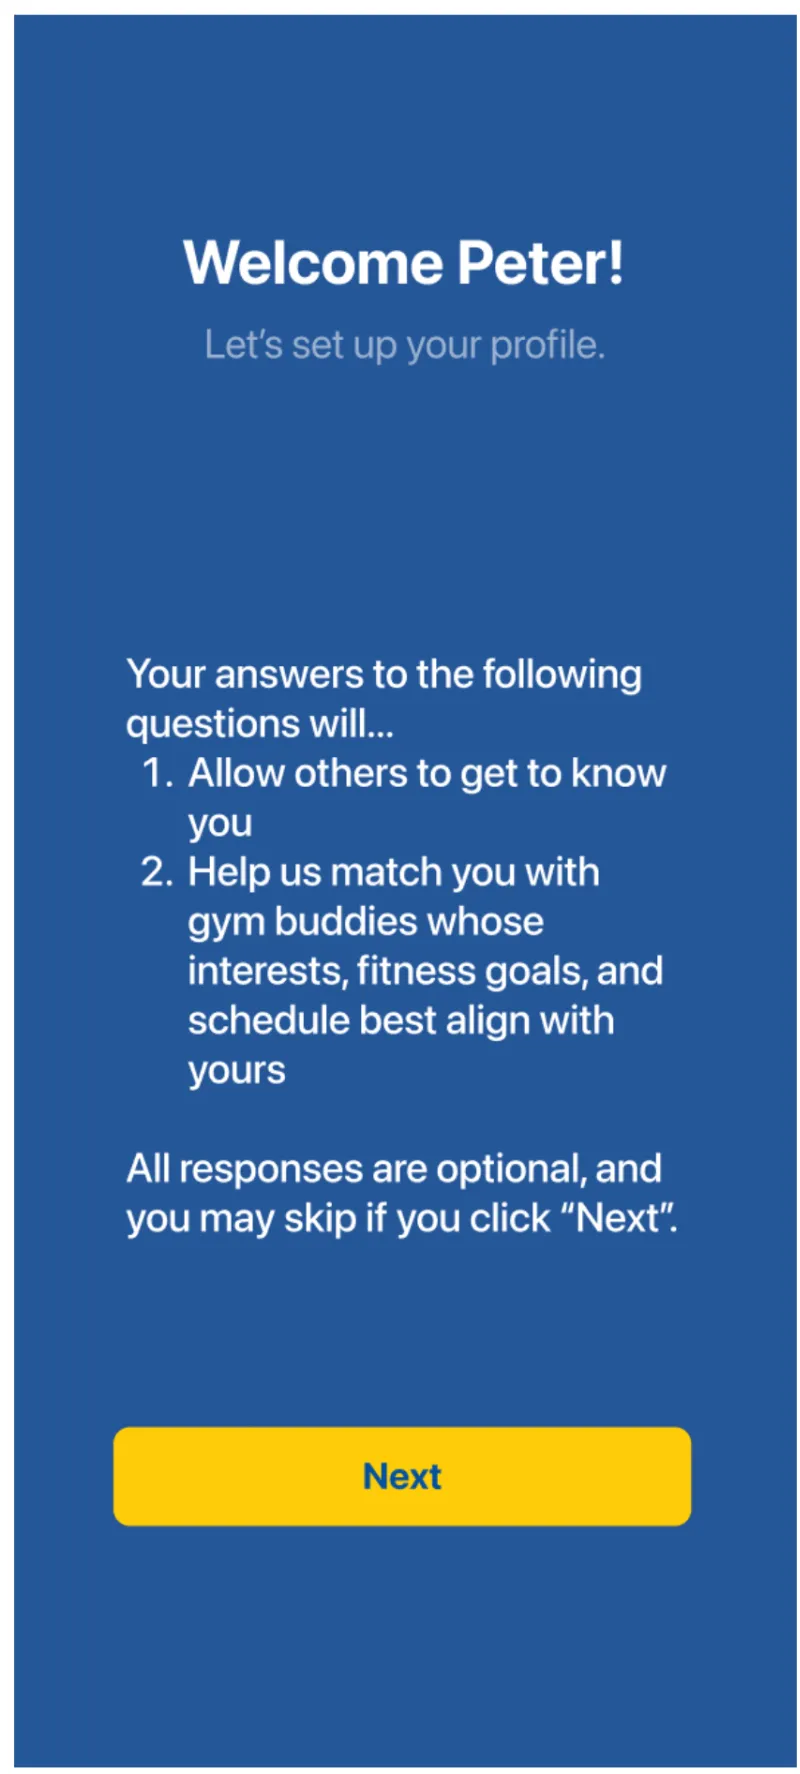 Welcome Peter!
Let’s set up your profile.
Your answers to the following
questions will...
1. Allow others to get to know
you
2. Help us match you with
gym buddies whose
interests, fitness goals, and
schedule best align with
yours
All responses are optional, and
you may skip if you click “Next”.
Next